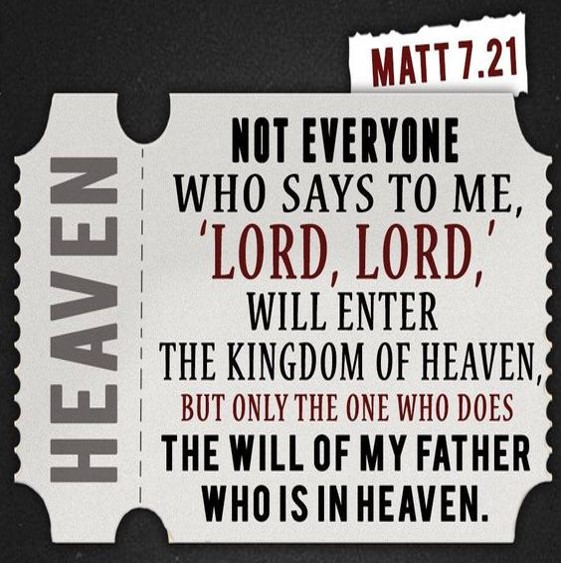 MATT 7.21
HEAVEN
NOT EVERYONE
WHO SAYS TO ME,
‘LORD, LORD,’
WILL ENTER
THE KINGDOM OF HEAVEN,
BUT ONLY THE ONE WHO DOES
THE WILL OF MY FATHER
WHO IS IN HEAVEN.